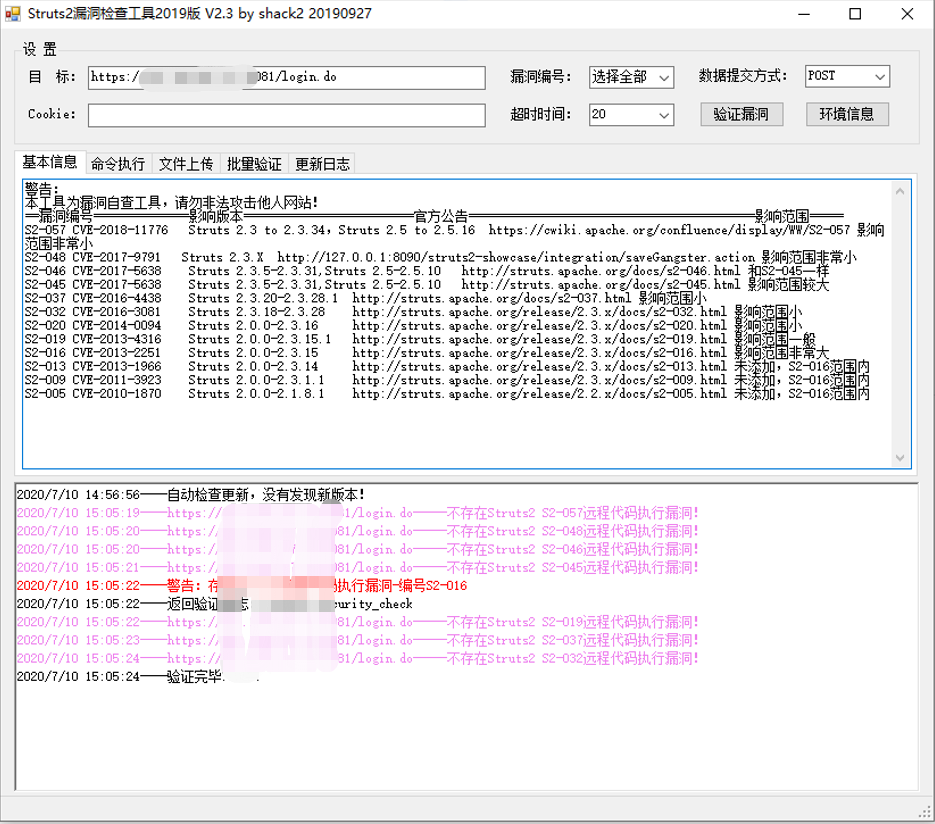 Struts2漏洞检查工具2019版 V2.3 by shack2 20190927
设 置
目 标: https:/ 081/login.do 漏洞编号: 选择全部 数据提交方式: POST
Cookie: 超时时间: 20 验证漏洞 环境信息
基本信息 命令执行 文件上传 批量验证 更新日志
警告:
本工具为漏洞自查工具，请勿非法攻击他人网站!
══漏洞编号══════════影响版本══════════════════官方公告════════════════════════════════════影响范围════
S2-057 CVE-2018-11776 Struts 2.3 to 2.3.34，Struts 2.5 to 2.5.16 https://cwiki.apache.org/confluence/display/WW/S2-057 影响
范围非常小
S2-048 CVE-2017-9791 Struts 2.3.X http://127.0.0.1:8090/struts2-showcase/integration/saveGangster.action 影响范围非常小
S2-046 CVE-2017-5638 Struts 2.3.5-2.3.31,Struts 2.5-2.5.10 http://struts.apache.org/docs/s2-046.html 和S2-045一样
S2-045 CVE-2017-5638 Struts 2.3.5-2.3.31,Struts 2.5-2.5.10 http://struts.apache.org/docs/s2-045.html 影响范围较大
S2-037 CVE-2016-4438 Struts 2.3.20-2.3.28.1 http://struts.apache.org/docs/s2-037.html 影响范围小
S2-032 CVE-2016-3081 Struts 2.3.18-2.3.28 http://struts.apache.org/release/2.3.x/docs/s2-032.html 影响范围小
S2-020 CVE-2014-0094 Struts 2.0.0-2.3.16 http://struts.apache.org/release/2.3.x/docs/s2-020.html 影响范围小
S2-019 CVE-2013-4316 Struts 2.0.0-2.3.15.1 http://struts.apache.org/release/2.3.x/docs/s2-019.html 影响范围一般
S2-016 CVE-2013-2251 Struts 2.0.0-2.3.15 http://struts.apache.org/release/2.3.x/docs/s2-016.html 影响范围非常大
S2-013 CVE-2013-1966 Struts 2.0.0-2.3.14 http://struts.apache.org/release/2.3.x/docs/s2-013.html 未添加，S2-016范围内
S2-009 CVE-2011-3923 Struts 2.0.0-2.3.1.1 http://struts.apache.org/release/2.3.x/docs/s2-009.html 未添加，S2-016范围内
S2-005 CVE-2010-1870 Struts 2.0.0-2.1.8.1 http://struts.apache.org/release/2.2.x/docs/s2-005.html 未添加，S2-016范围内
2020/7/10 14:56:56——自动检查更新，没有发现新版本!
2020/7/10 15:05:19——https:/ 1/login.do——不存在Struts2 S2-057远程代码执行漏洞!
2020/7/10 15:05:20——https:/ 81/login.do——不存在Struts2 S2-048远程代码执行漏洞!
2020/7/10 15:05:20——https:/ 81/login.do——不存在Struts2 S2-046远程代码执行漏洞!
2020/7/10 15:05:21——https:/ 81/login.do——不存在Struts2 S2-045远程代码执行漏洞!
2020/7/10 15:05:22——警告: 存 执行漏洞-编号S2-016
2020/7/10 15:05:22——返回验证 志 curity_check
2020/7/10 15:05:22——https:/ 81/login.do——不存在Struts2 S2-019远程代码执行漏洞!
2020/7/10 15:05:23——https:/ 81/login.do——不存在Struts2 S2-037远程代码执行漏洞!
2020/7/10 15:05:24——https:/ 81/login.do——不存在Struts2 S2-032远程代码执行漏洞!
2020/7/10 15:05:24——验证完毕.